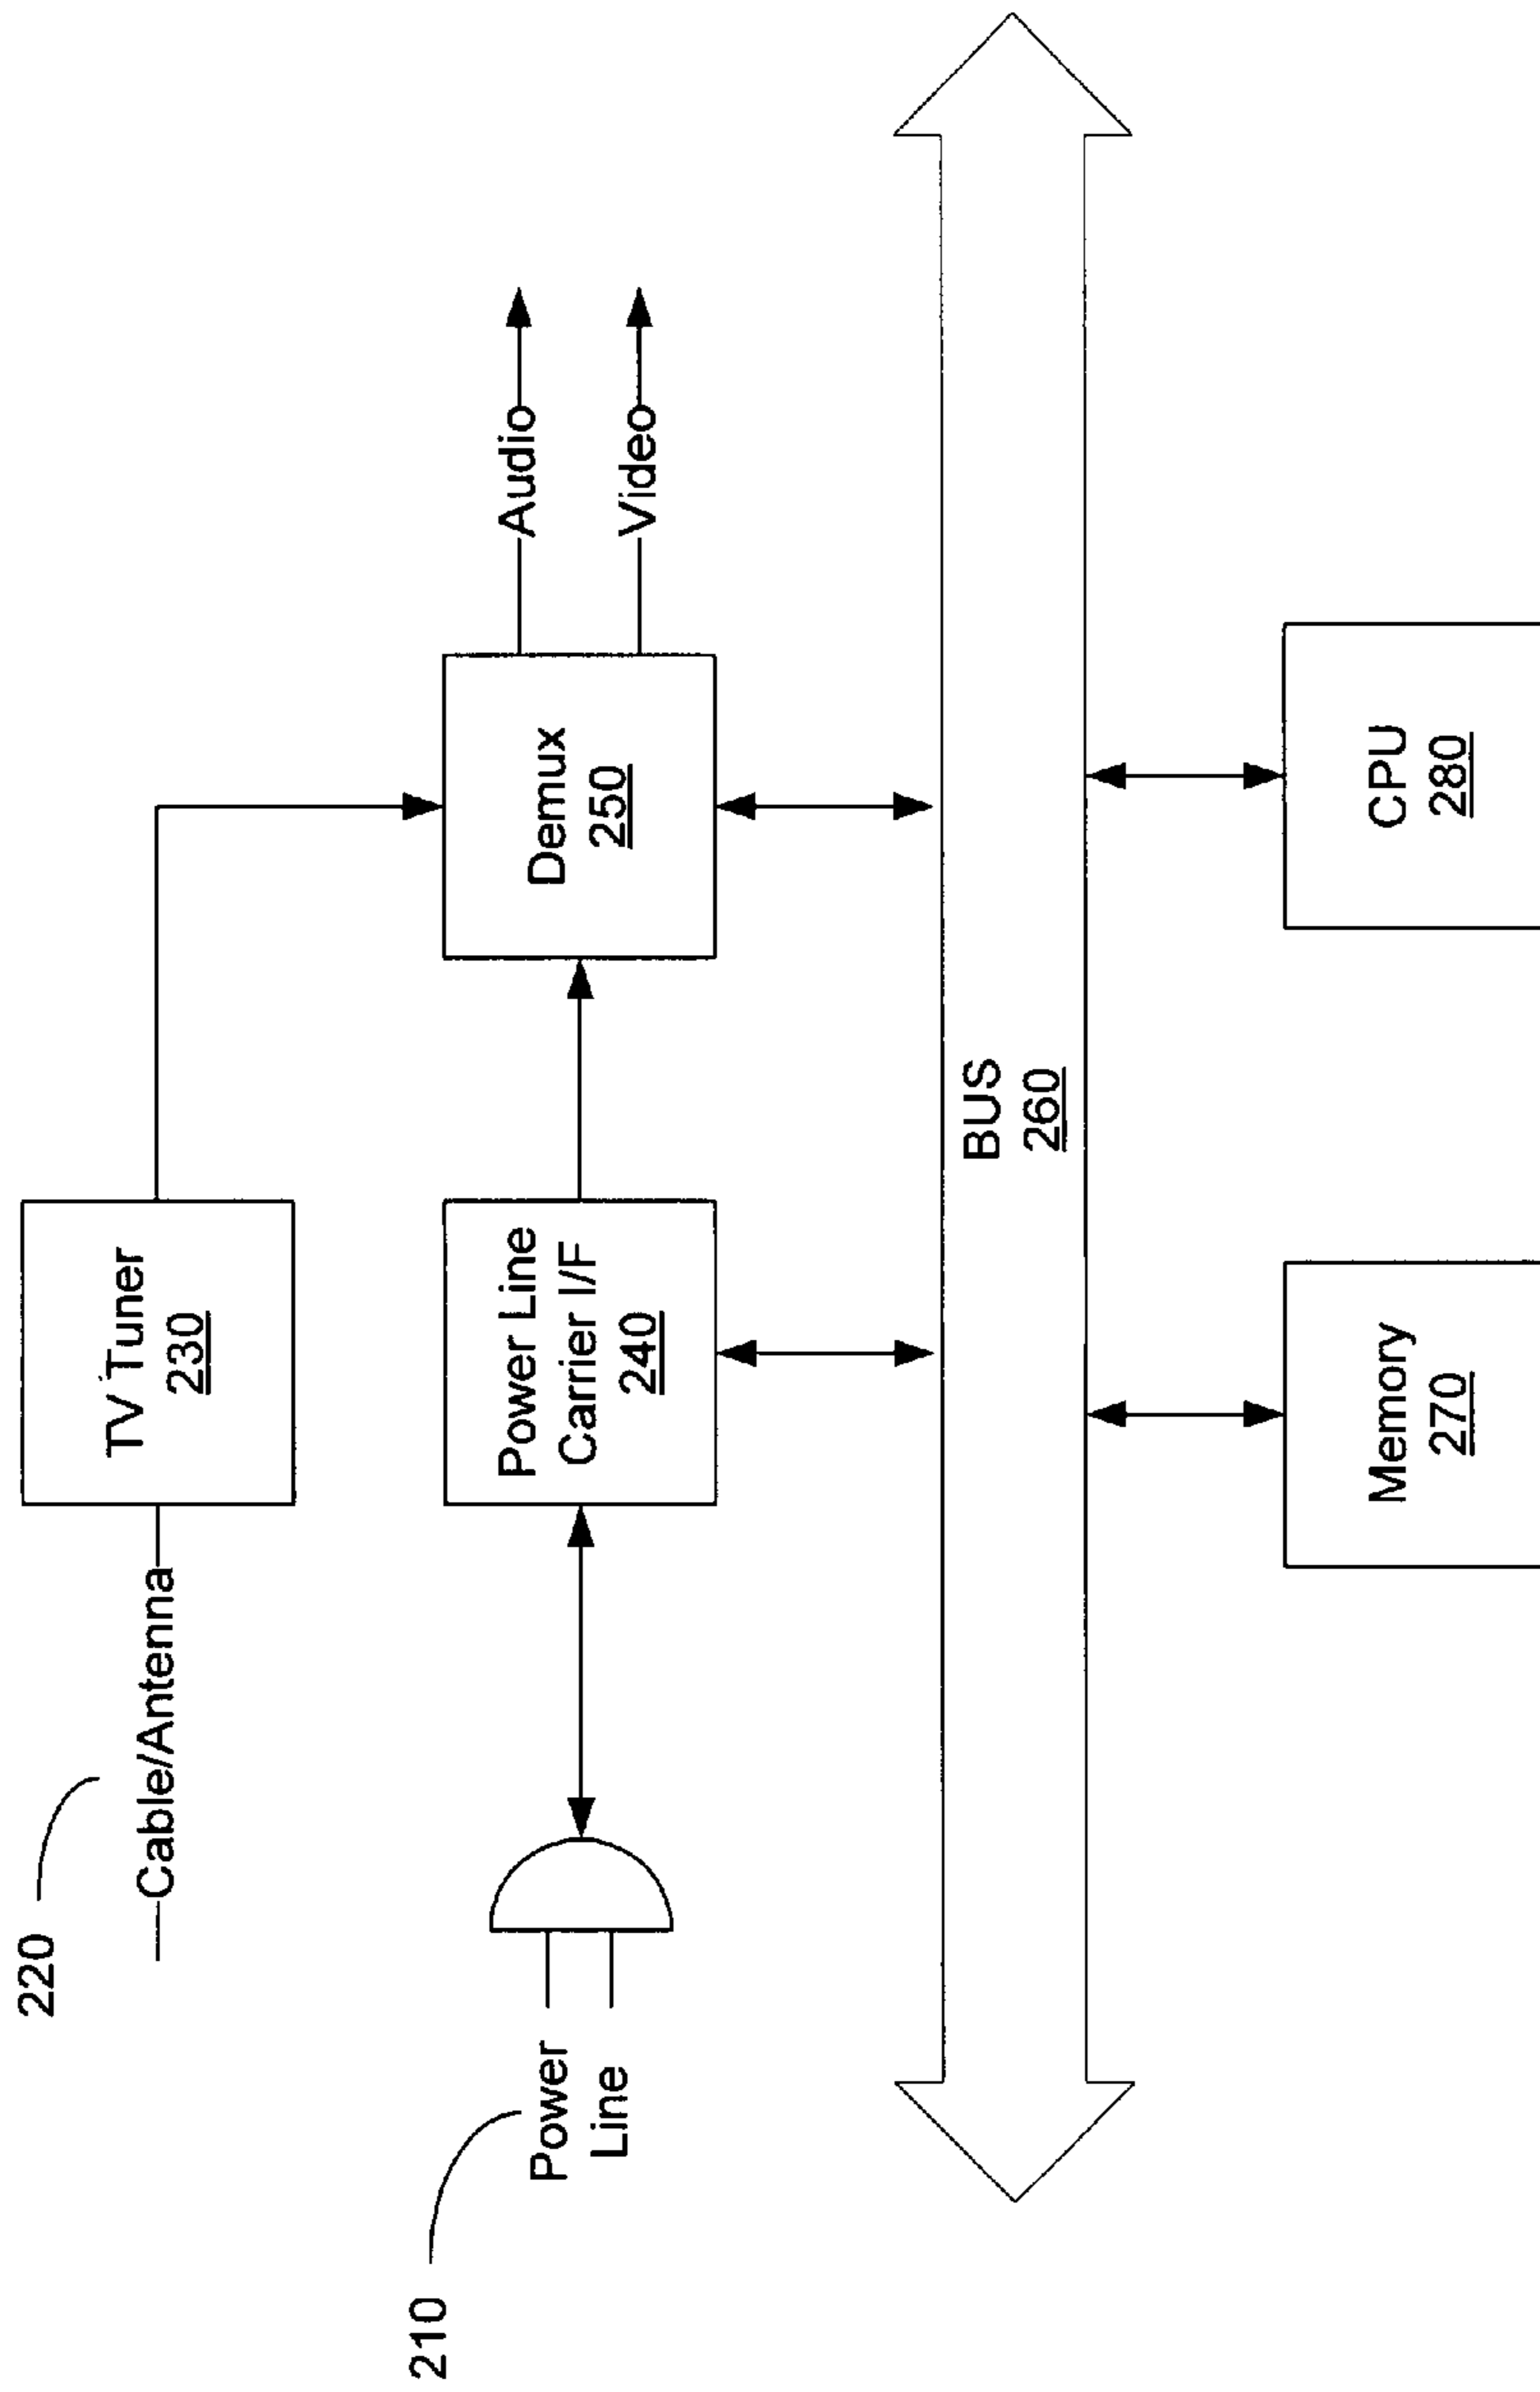 220
Cable/Antenna
TV Tuner
230
210
Power
Line
Power Line
Carrier I/F
240
Demux
250
Audio
Video
BUS
260
Memory
270
CPU
280